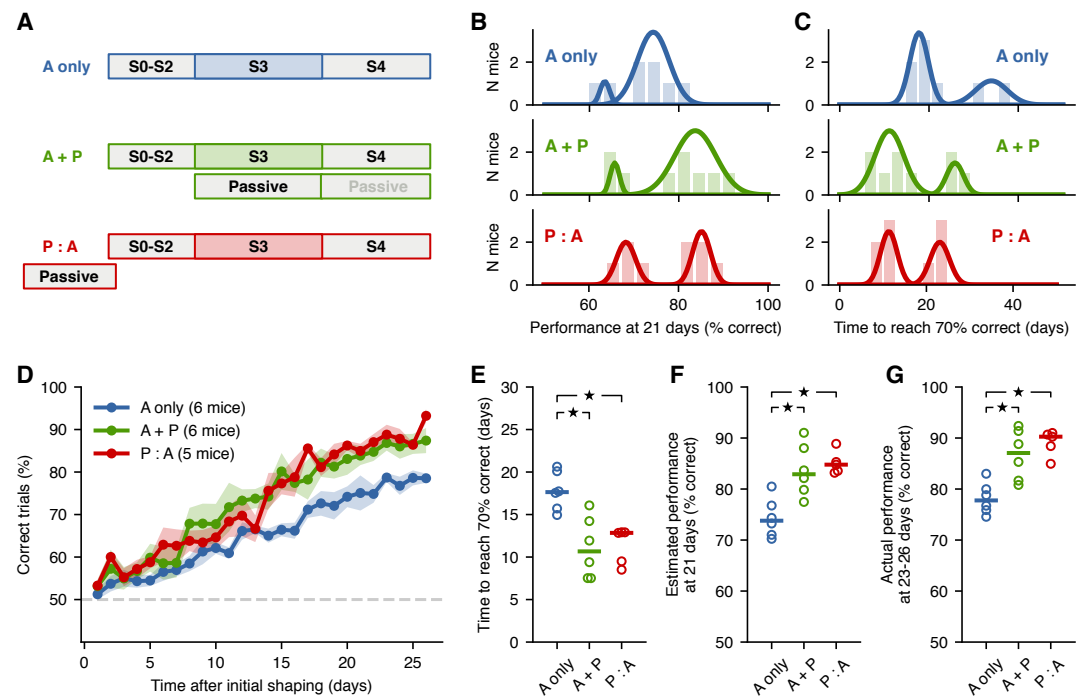 A
A only
S0-S2
S3
S4
A + P
S0-S2
S3
S4
Passive
Passive
P : A
S0-S2
S3
S4
Passive
B
N mice
2
0
A only
N mice
2
0
A + P
N mice
2
0
P : A
60
80
100
Performance at 21 days (% correct)
C
2
0
A only
2
0
A + P
2
0
P : A
0
20
40
Time to reach 70% correct (days)
D
Correct trials (%)
100
90
80
70
60
50
A only (6 mice)
A + P (6 mice)
P : A (5 mice)
0
5
10
15
20
25
Time after initial shaping (days)
E
Time to reach 70% correct (days)
30
25
20
15
10
5
0
A only
A + P
P : A
F
Estimated performance
at 21 days (% correct)
100
90
80
70
60
50
A only
A + P
P : A
G
Actual performance
at 23-26 days (% correct)
100
90
80
70
60
50
A only
A + P
P : A